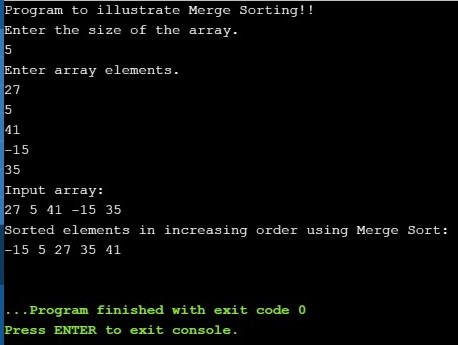 Program to illustrate Merge Sorting!!
Enter the size of the array.
5
Enter array elements.
27
5
41
-15
35
Input array:
27 5 41 -15 35
Sorted elements in increasing order using Merge Sort:
-15 5 27 35 41
...Program finished with exit code 0
Press ENTER to exit console.